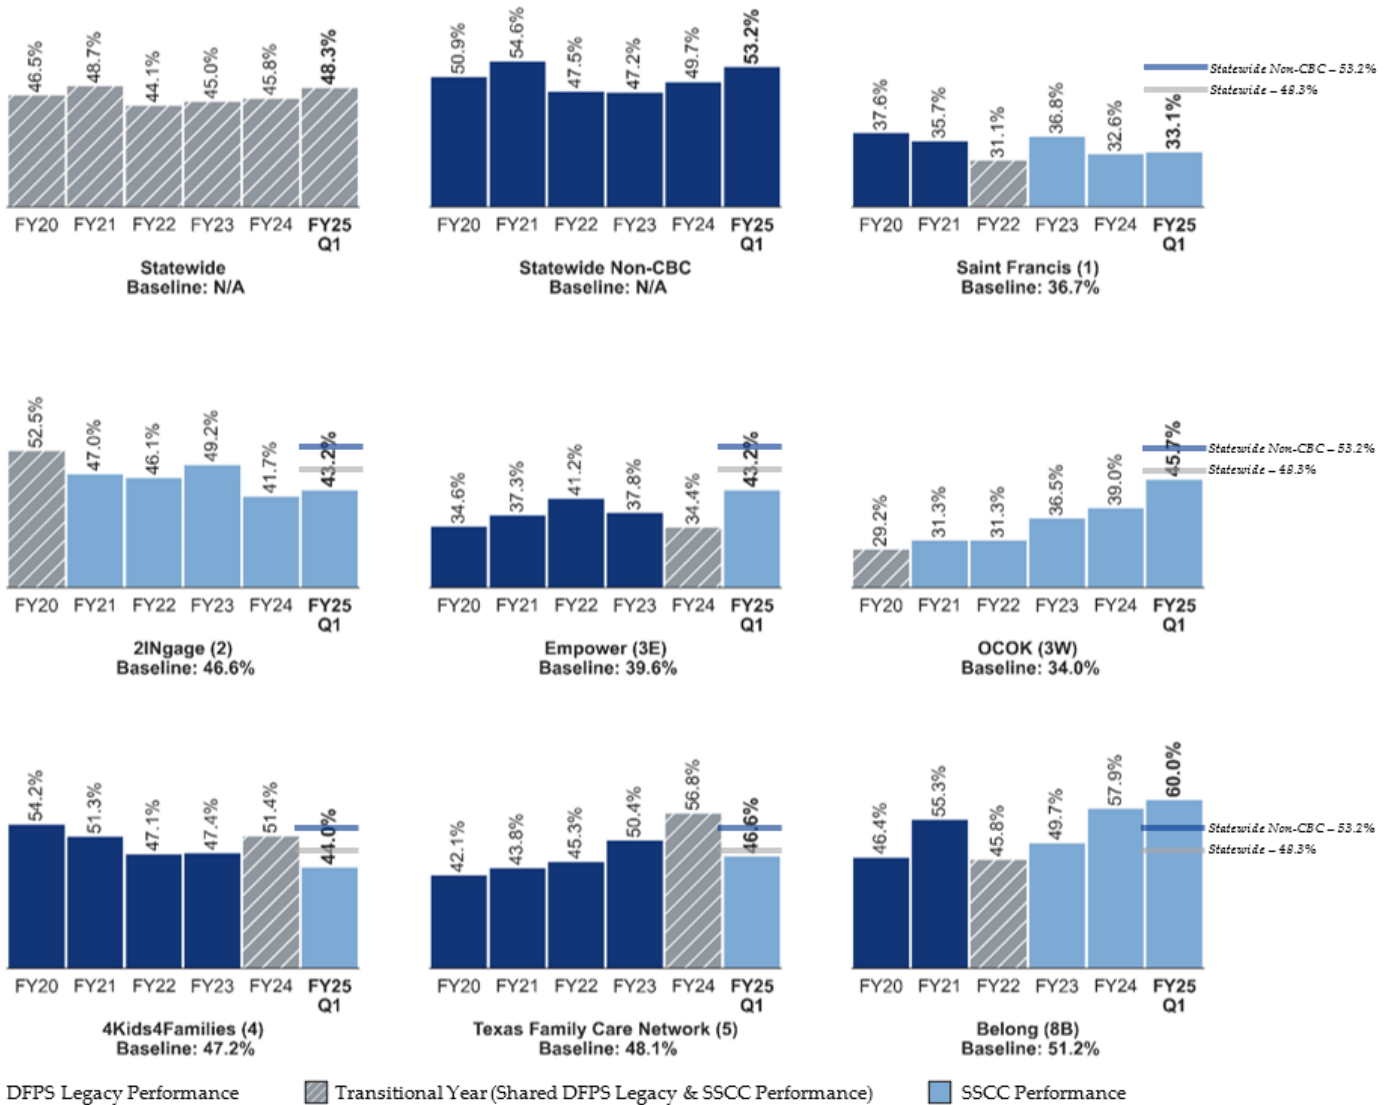 46.5%
48.7%
44.1%
45.0%
45.8%
48.3%
FY20 FY21 FY22 FY23 FY24 FY25
Q1
Statewide
Baseline: N/A
50.9%
54.6%
47.5%
47.2%
49.7%
53.2%
FY20 FY21 FY22 FY23 FY24 FY25
Q1
Statewide Non-CBC
Baseline: N/A
37.6%
35.7%
31.1%
36.8%
32.6%
33.1%
Statewide Non-CBC – 53.2%
Statewide – 48.3%
FY20 FY21 FY22 FY23 FY24 FY25
Q1
Saint Francis (1)
Baseline: 36.7%
52.5%
47.0%
46.1%
49.2%
41.7%
43.2%
FY20 FY21 FY22 FY23 FY24 FY25
Q1
2INgage (2)
Baseline: 46.6%
34.6%
37.3%
41.2%
37.8%
34.4%
43.2%
FY20 FY21 FY22 FY23 FY24 FY25
Q1
Empower (3E)
Baseline: 39.6%
29.2%
31.3%
31.3%
36.5%
39.0%
45.7%
Statewide Non-CBC – 53.2%
Statewide – 48.3%
FY20 FY21 FY22 FY23 FY24 FY25
Q1
OCOK (3W)
Baseline: 34.0%
54.2%
51.3%
47.1%
47.4%
51.4%
44.0%
FY20 FY21 FY22 FY23 FY24 FY25
Q1
4Kids4Families (4)
Baseline: 47.2%
42.1%
43.8%
45.3%
50.4%
56.8%
46.6%
FY20 FY21 FY22 FY23 FY24 FY25
Q1
Texas Family Care Network (5)
Baseline: 48.1%
46.4%
55.3%
45.8%
49.7%
57.9%
60.0%
Statewide Non-CBC – 53.2%
Statewide – 48.3%
FY20 FY21 FY22 FY23 FY24 FY25
Q1
Belong (8B)
Baseline: 51.2%
DFPS Legacy Performance
Transitional Year (Shared DFPS Legacy & SSCC Performance)
SSCC Performance